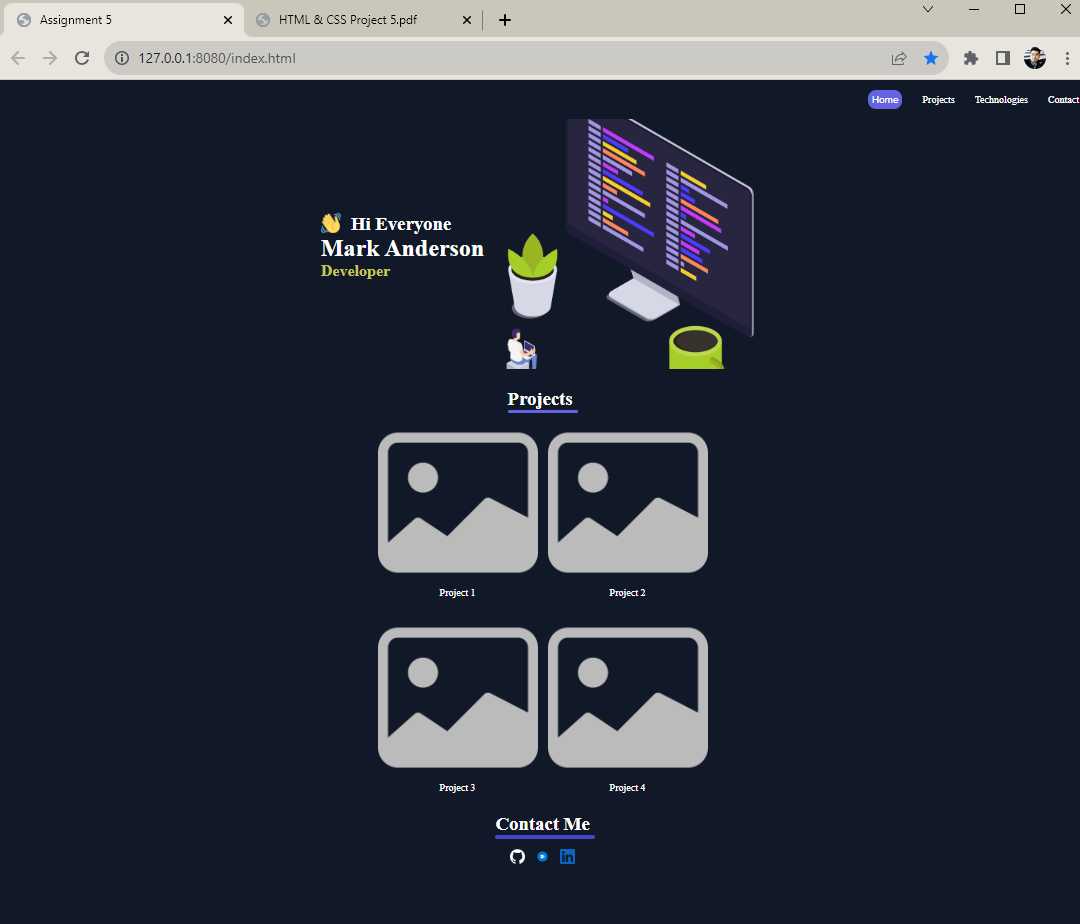 Assignment 5
HTML & CSS Project 5.pdf
127.0.0.1:8080/index.html
Home Projects Technologies Contact
Hi Everyone
Mark Anderson
Developer
Projects
Project 1 Project 2
Project 3 Project 4
Contact Me
in